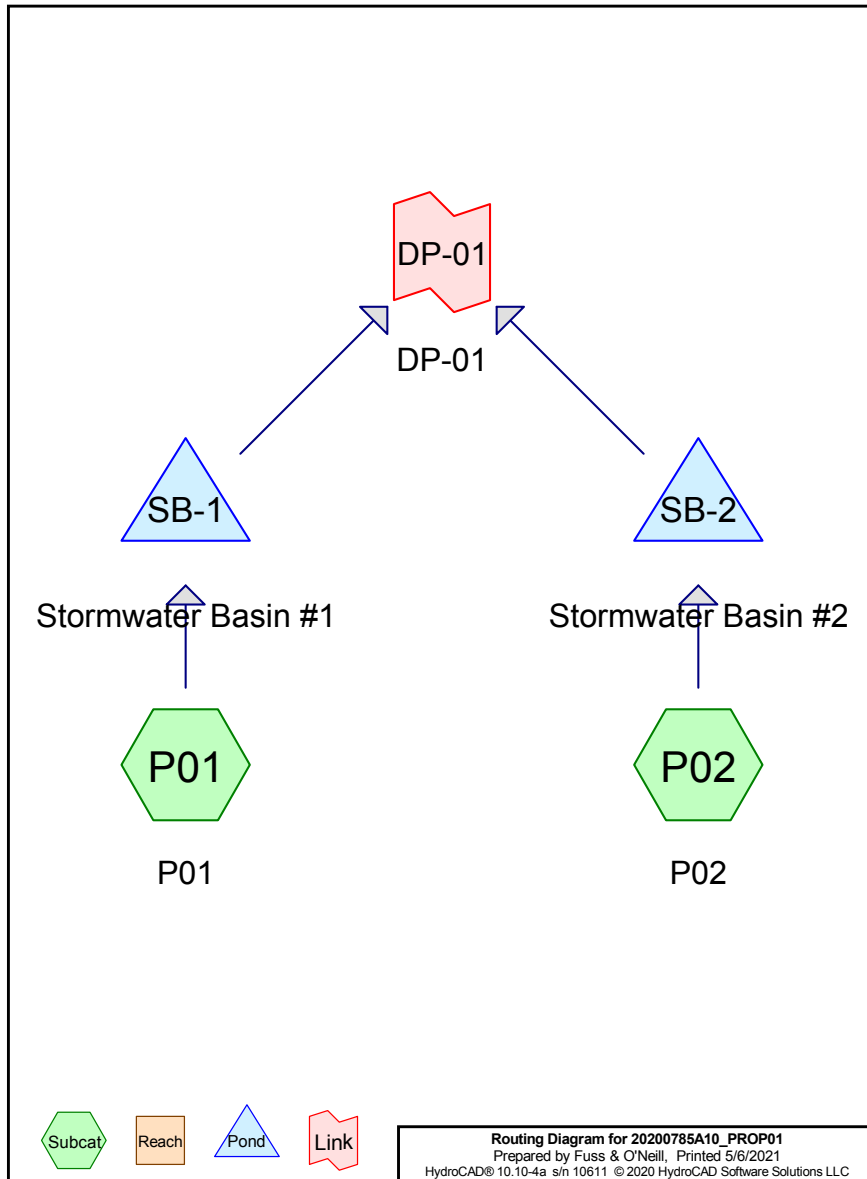 DP-01
DP-01
SB-1
SB-2
Stormwater Basin #1
Stormwater Basin #2
P01
P02
P01
P02
Subcat
Reach
Pond
Link
Routing Diagram for 20200785A10_PROP01
Prepared by Fuss & O'Neill, Printed 5/6/2021
HydroCAD® 10.10-4a s/n 10611 © 2020 HydroCAD Software Solutions LLC